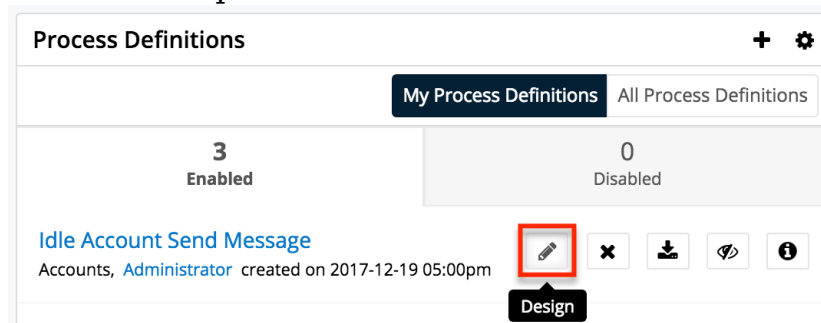 Process Definitions
My Process Definitions All Process Definitions
3 0
Enabled Disabled
Idle Account Send Message
Accounts, Administrator created on 2017-12-19 05:00pm
Design